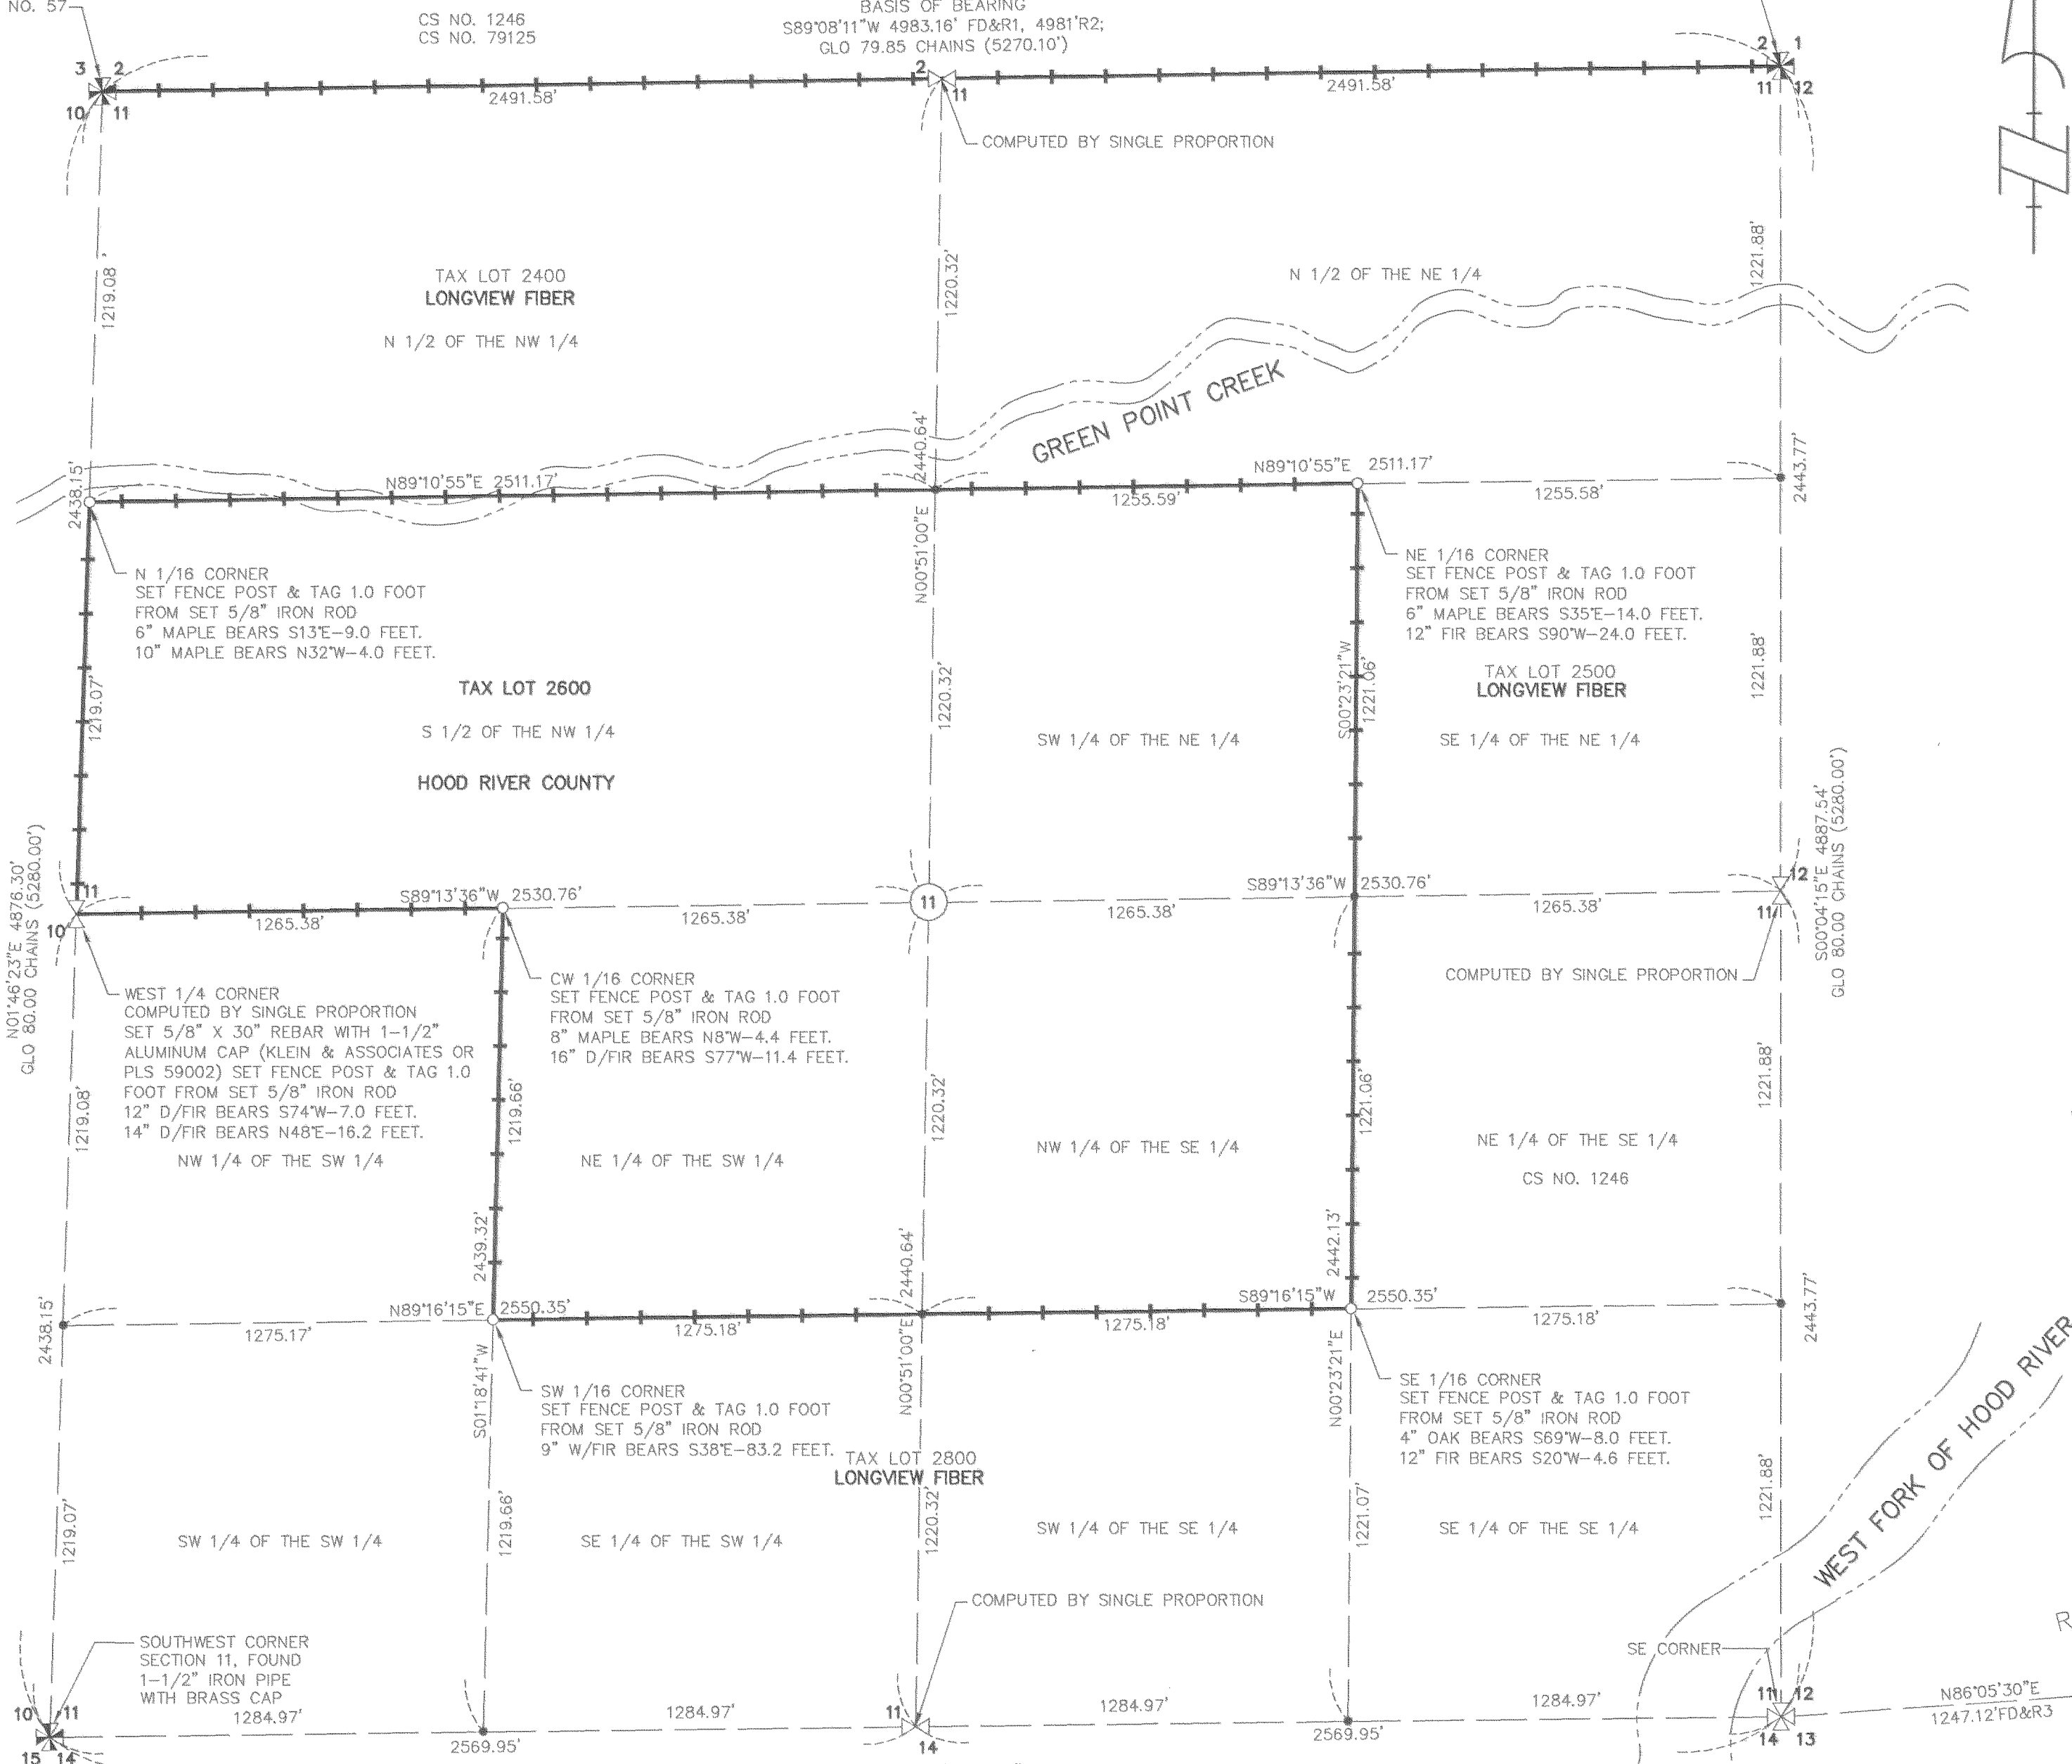 NO. 57
CS NO. 1246
CS NO. 79125
BASIS OF BEARING
S89°08'11"W 4983.16' FD&R1, 4981'R2;
GLO 79.85 CHAINS (5270.10')
3 2
10 11
2
11
2 1
11 12
2491.58'
2491.58'
COMPUTED BY SINGLE PROPORTION
1219.08 '
TAX LOT 2400
LONGVIEW FIBER
N 1/2 OF THE NW 1/4
1220.32'
N 1/2 OF THE NE 1/4
1221.88'
GREEN POINT CREEK
2438.15'
N89°10'55"E 2511.17'
2440.64'
N89°10'55"E 2511.17'
1255.59'
1255.58'
2443.77'
N00°51'00"E
N 1/16 CORNER
SET FENCE POST & TAG 1.0 FOOT
FROM SET 5/8" IRON ROD
6" MAPLE BEARS S13°E-9.0 FEET.
10" MAPLE BEARS N32°W-4.0 FEET.
NE 1/16 CORNER
SET FENCE POST & TAG 1.0 FOOT
FROM SET 5/8" IRON ROD
6" MAPLE BEARS S35°E-14.0 FEET.
12" FIR BEARS S90°W-24.0 FEET.
1219.07'
TAX LOT 2600
S 1/2 OF THE NW 1/4
HOOD RIVER COUNTY
1220.32'
SW 1/4 OF THE NE 1/4
S00°23'21"W
1221.06'
TAX LOT 2500
LONGVIEW FIBER
SE 1/4 OF THE NE 1/4
1221.88'
N01°46'23"E 4876.30'
GLO 80.00 CHAINS (5280.00')
S00°04'15"E 4887.54'
GLO 80.00 CHAINS (5280.00')
11
10
S89°13'36"W 2530.76'
1265.38'
1265.38'
11
1265.38'
S89°13'36"W 2530.76'
1265.38'
12
11
COMPUTED BY SINGLE PROPORTION
WEST 1/4 CORNER
COMPUTED BY SINGLE PROPORTION
SET 5/8" X 30" REBAR WITH 1-1/2"
ALUMINUM CAP (KLEIN & ASSOCIATES OR
PLS 59002) SET FENCE POST & TAG 1.0
FOOT FROM SET 5/8" IRON ROD
12" D/FIR BEARS S74°W-7.0 FEET.
14" D/FIR BEARS N48°E-16.2 FEET.
CW 1/16 CORNER
SET FENCE POST & TAG 1.0 FOOT
FROM SET 5/8" IRON ROD
8" MAPLE BEARS N8°W-4.4 FEET.
16" D/FIR BEARS S77°W-11.4 FEET.
1219.08'
NW 1/4 OF THE SW 1/4
1219.66'
NE 1/4 OF THE SW 1/4
1220.32'
NW 1/4 OF THE SE 1/4
1221.06'
NE 1/4 OF THE SE 1/4
CS NO. 1246
1221.88'
2439.32'
2440.64'
2442.13'
2438.15'
N89°16'15"E 2550.35'
1275.17'
1275.18'
N00°51'00"E
S89°16'15"W 2550.35'
1275.18'
1275.18'
2443.77'
S01°18'41"W
SW 1/16 CORNER
SET FENCE POST & TAG 1.0 FOOT
FROM SET 5/8" IRON ROD
9" W/FIR BEARS S38°E-83.2 FEET.
TAX LOT 2800
LONGVIEW FIBER
N00°23'21"E
SE 1/16 CORNER
SET FENCE POST & TAG 1.0 FOOT
FROM SET 5/8" IRON ROD
4" OAK BEARS S69°W-8.0 FEET.
12" FIR BEARS S20°W-4.6 FEET.
WEST FORK OF HOOD RIVER
1219.07'
SW 1/4 OF THE SW 1/4
1219.66'
SE 1/4 OF THE SW 1/4
1220.32'
SW 1/4 OF THE SE 1/4
1221.07'
SE 1/4 OF THE SE 1/4
1221.88'
COMPUTED BY SINGLE PROPORTION
SOUTHWEST CORNER
SECTION 11, FOUND
1-1/2" IRON PIPE
WITH BRASS CAP
SE CORNER
R
10 11
15 14
1284.97'
2569.95'
1284.97'
11
14
1284.97'
2569.95'
1284.97'
11 12
14 13
N86°05'30"E
1247.12'FD&R3